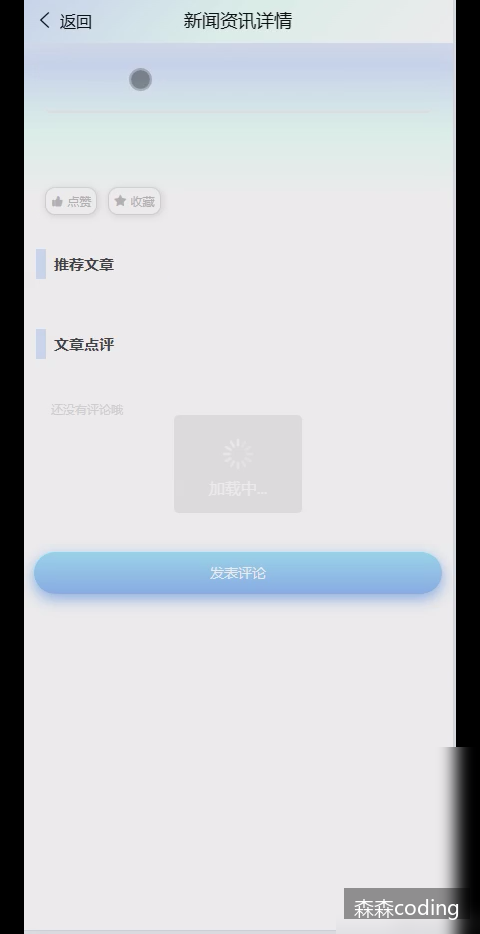 返回
新闻资讯详情
点赞
收藏
推荐文章
文章点评
还没有评论哦
加载中...
发表评论
森森coding